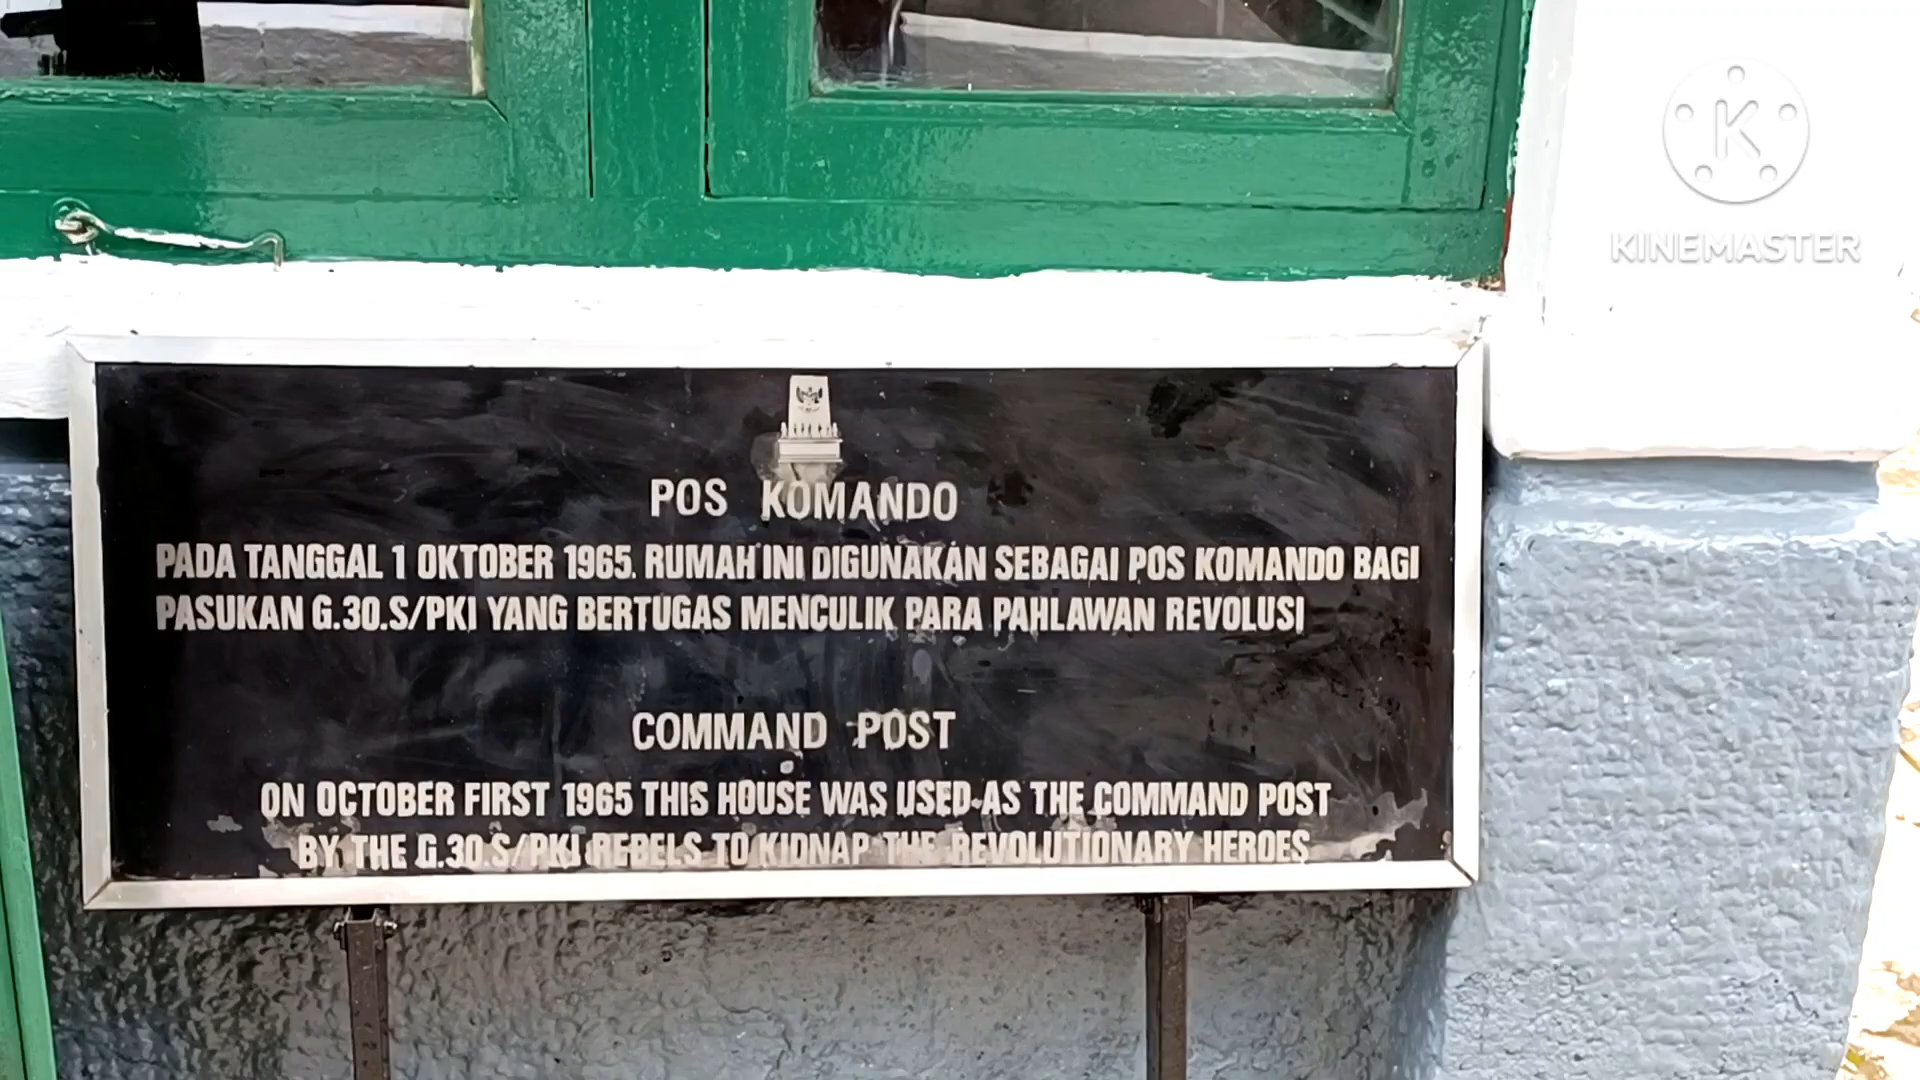 K
KINEMASTER
POS KOMANDO
PADA TANGGAL 1 OKTOBER 1965. RUMAH INI DIGUNAKAN SEBAGAI POS KOMANDO BAGI
PASUKAN G.30.S/PKI YANG BERTUGAS MENCULIK PARA PAHLAWAN REVOLUSI
COMMAND POST
ON OCTOBER FIRST 1965 THIS HOUSE WAS USED AS THE COMMAND POST
BY THE G.30.S/PKI REBELS TO KIDNAP THE REVOLUTIONARY HEROES